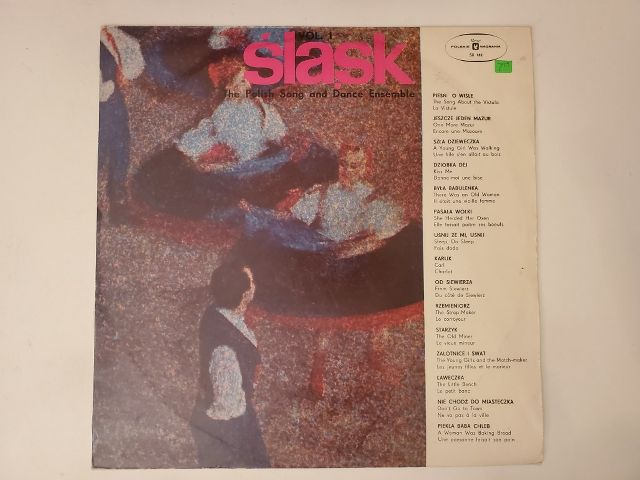 VOL. 1
śląsk
The Polish Song and Dance Ensemble
POLSKIE NAGRANIA
PIEŚŃ O WIŚLE
The Song About the Vistula
La Vistule
JESZCZE JEDEN MAZUR
One More Mazur
Encore une Mazoure
SZŁA DZIEWECZKA
A Young Girl Was Walking
Une fille s'en allait au bois
DZIOBKA DEJ
Kiss Me
Donne-moi une bise
BYŁA BABULENKA
There Was an Old Woman
Il était une vieille femme
PASAŁA WOŁKI
She Herded Her Oxen
Elle faisait paître ses boeufs
UŚNIJ ŻE MI, UŚNIJ
Sleep, Do Sleep
Fais dodo
KARLIK
Carl
Charlot
OD SIEWIERZA
From Siewierz
Du côté de Siewierz
RZEMIENIORZ
The Strap Maker
Le corroyeur
STARZYK
The Old Miner
Le vieux mineur
ZALOTNICE I SWAT
The Young Girls and the Match-maker
Les jeunes filles et le marieur
ŁAWECZKA
The Little Bench
Le petit banc
NIE CHODŹ DO MIASTECZKA
Don't Go to Town
Ne va pas à la ville
PIEKŁA BABA CHLEB
A Woman Was Baking Bread
Une paysanne faisait son pain